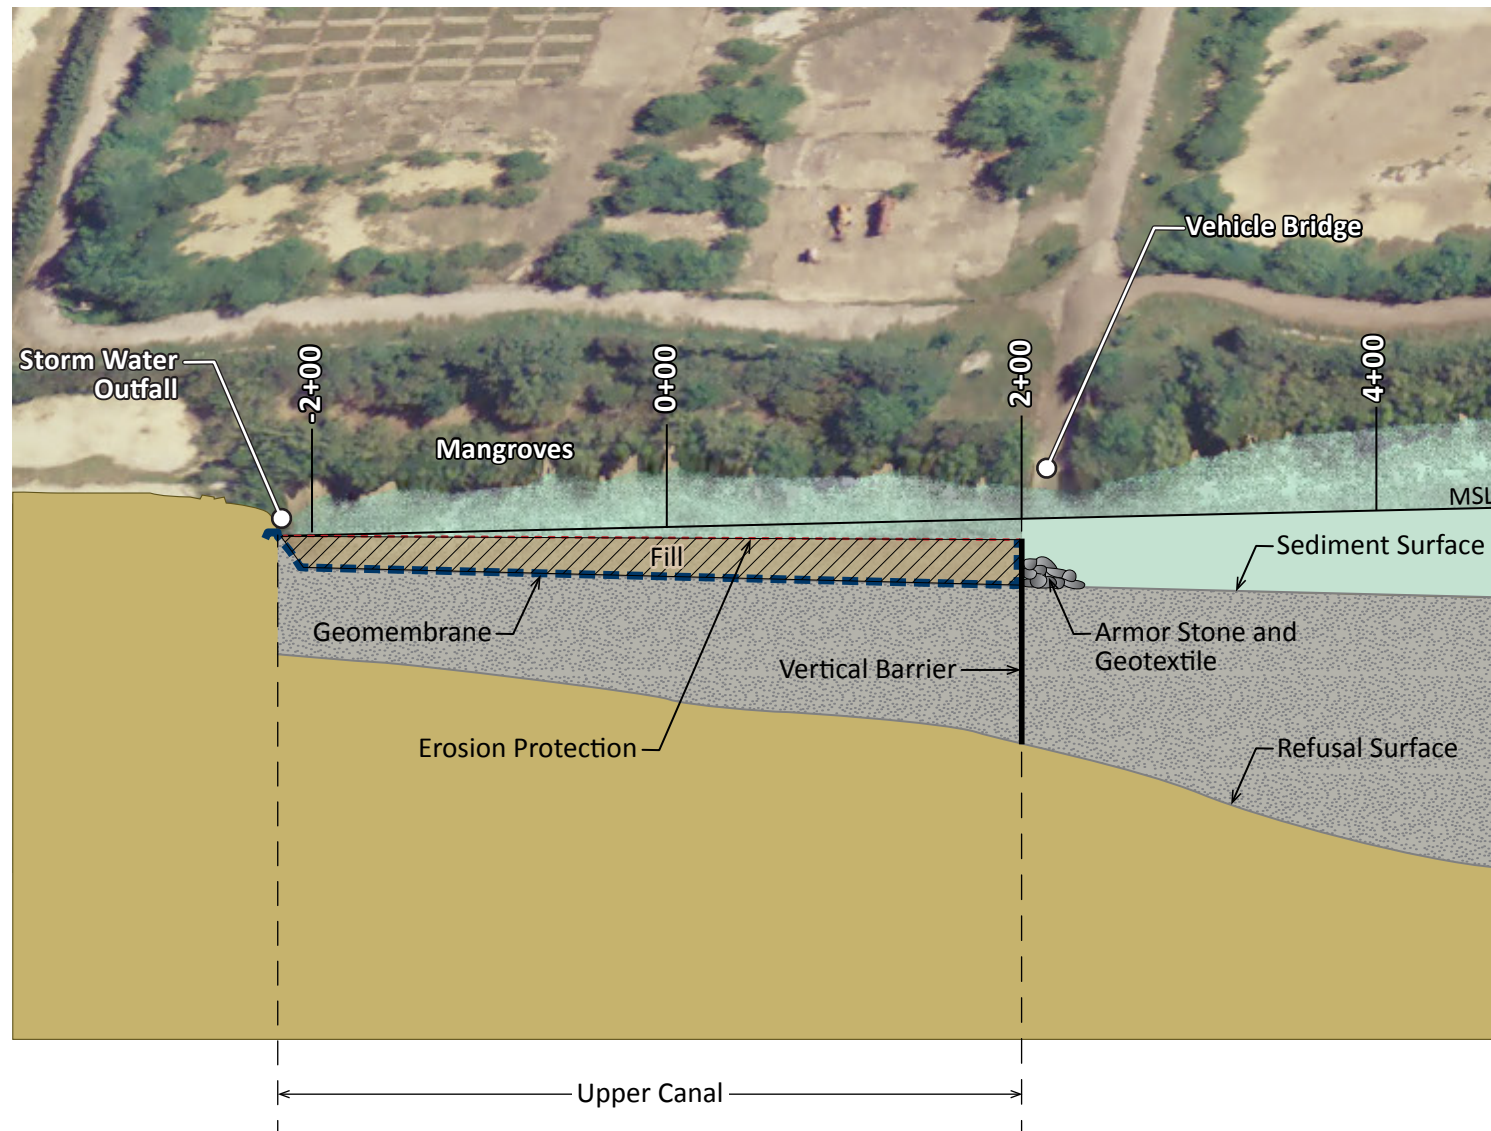 Vehicle Bridge
Storm Water
Outfall
-2+00
0+00
2+00
4+00
Mangroves
MSL
Fill
Sediment Surface
Geomembrane
Armor Stone and
Geotextile
Vertical Barrier
Erosion Protection
Refusal Surface
Upper Canal